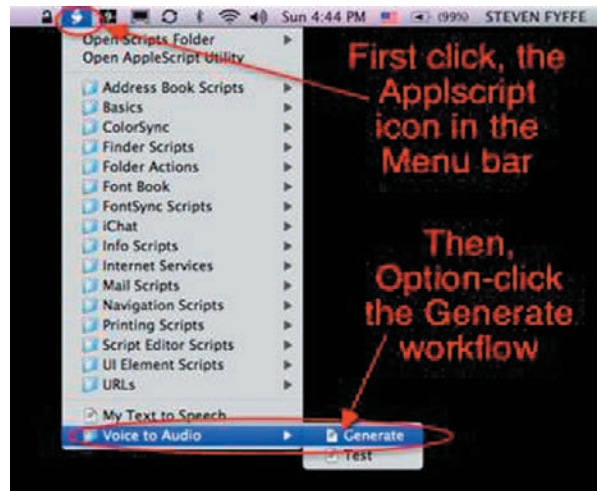 Sun 4:44 PM (99%) STEVEN FYFFE
Open Scripts Folder
Open AppleScript Utility
Address Book Scripts
Basics
ColorSync
Finder Scripts
Folder Actions
Font Book
FontSync Scripts
iChat
Info Scripts
Internet Services
Mail Scripts
Navigation Scripts
Printing Scripts
Script Editor Scripts
UI Element Scripts
URLs
My Text to Speech
Voice to Audio
Generate
Test
First click, the
Applscript
icon in the
Menu bar
Then,
Option-click
the Generate
workflow